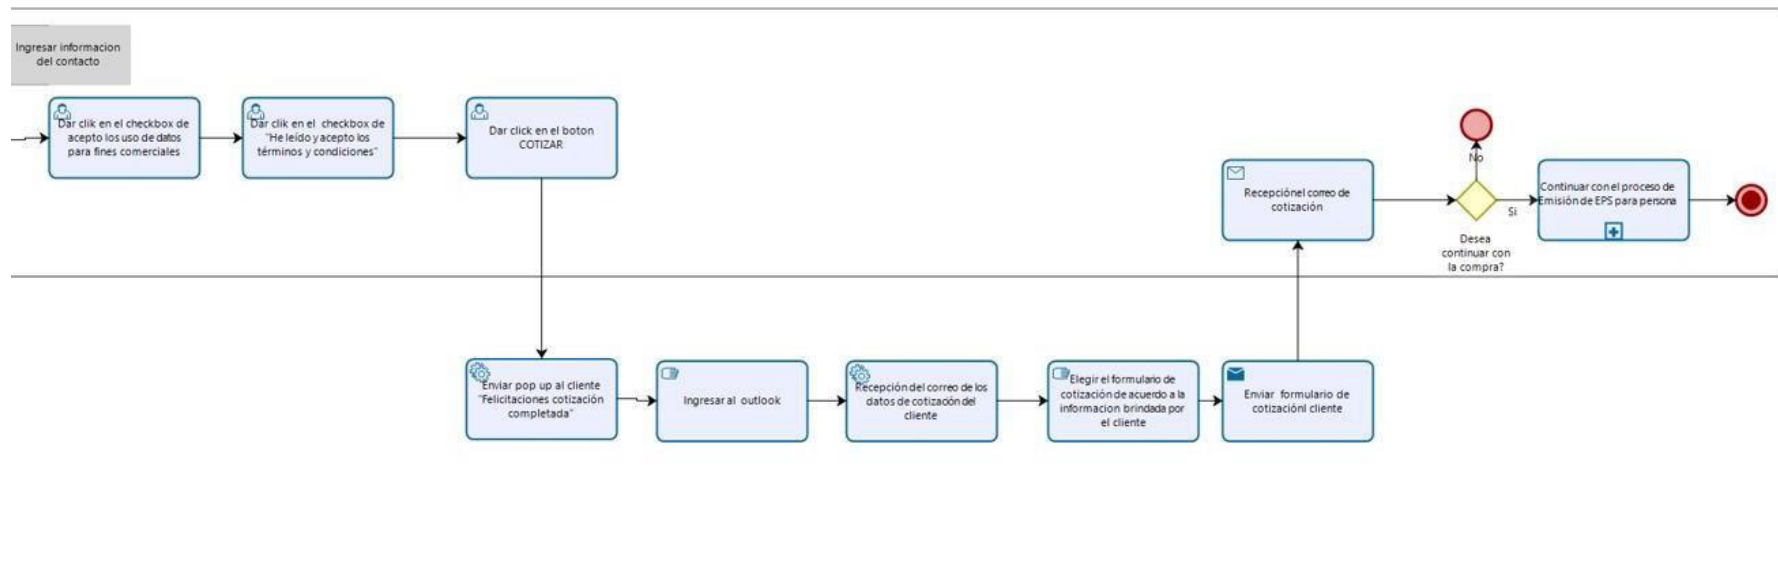 Ingresar informacion
del contacto
Dar clik en el checkbox de
acepto los uso de datos
para fines comerciales
Dar clik en el checkbox de
"He leído y acepto los
términos y condiciones"
Dar click en el boton
COTIZAR
Recepciónel correo de
cotización
No
Si
Desea
continuar con
la compra?
Continuar con el proceso de
Emisión de EPS para persona
Enviar pop up al cliente
"Felicitaciones cotización
completada"
Ingresar al outlook
Recepción del correo de los
datos de cotización del
cliente
Elegir el formulario de
cotización de acuerdo a la
informacion brindada por
el cliente
Enviar formulario de
cotizaciónl cliente